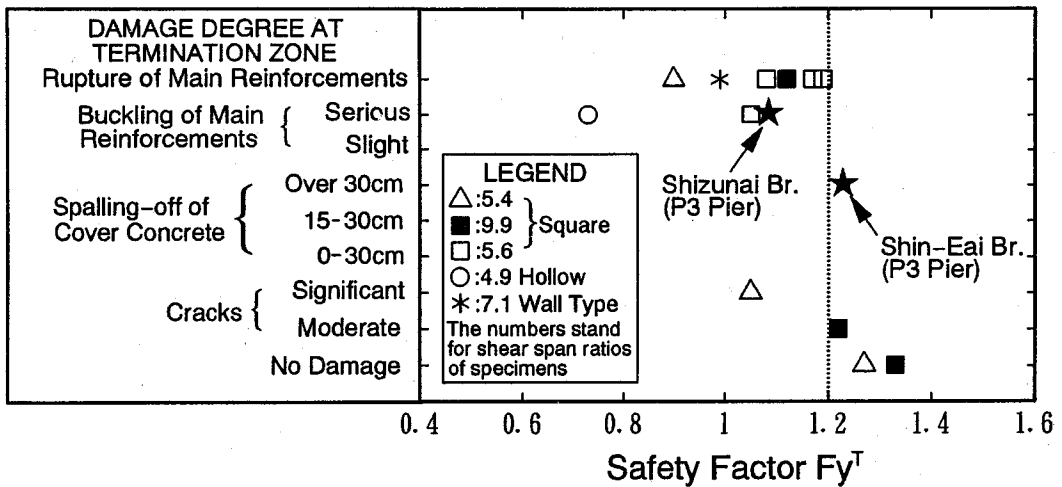 DAMAGE DEGREE AT
TERMINATION ZONE
Rupture of Main Reinforcements
Buckling of Main
Reinforcements
Serious
Slight
Spalling-off of
Cover Concrete
Over 30cm
15-30cm
0-30cm
Cracks
Significant
Moderate
No Damage
LEGEND
△:5.4
■:9.9
□:5.6
Square
○:4.9 Hollow
*:7.1 Wall Type
The numbers stand
for shear span ratios
of specimens
Shizunai Br.
(P3 Pier)
Shin-Eai Br.
(P3 Pier)
0.4 0.6 0.8 1 1.2 1.4 1.6
Safety Factor Fy^T